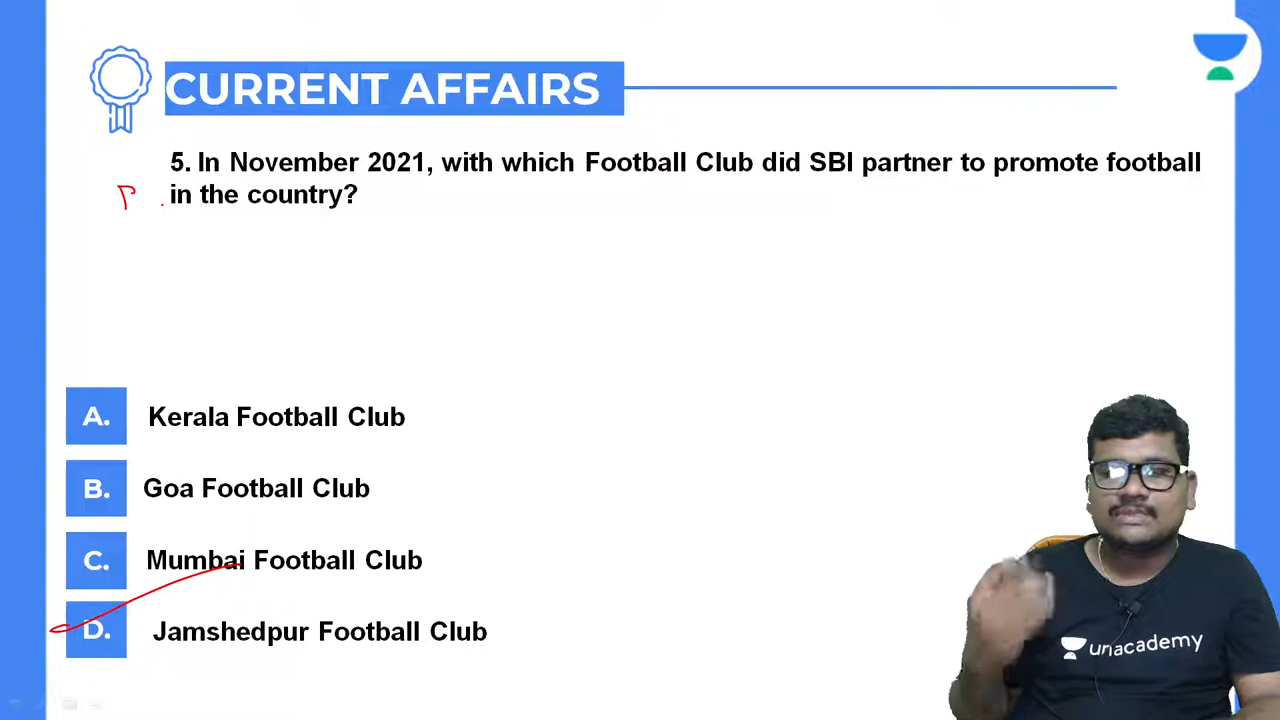 CURRENT AFFAIRS
5. In November 2021, with which Football Club did SBI partner to promote football
in the country?
A. Kerala Football Club
B. Goa Football Club
C. Mumbai Football Club
D. Jamshedpur Football Club
unacademy